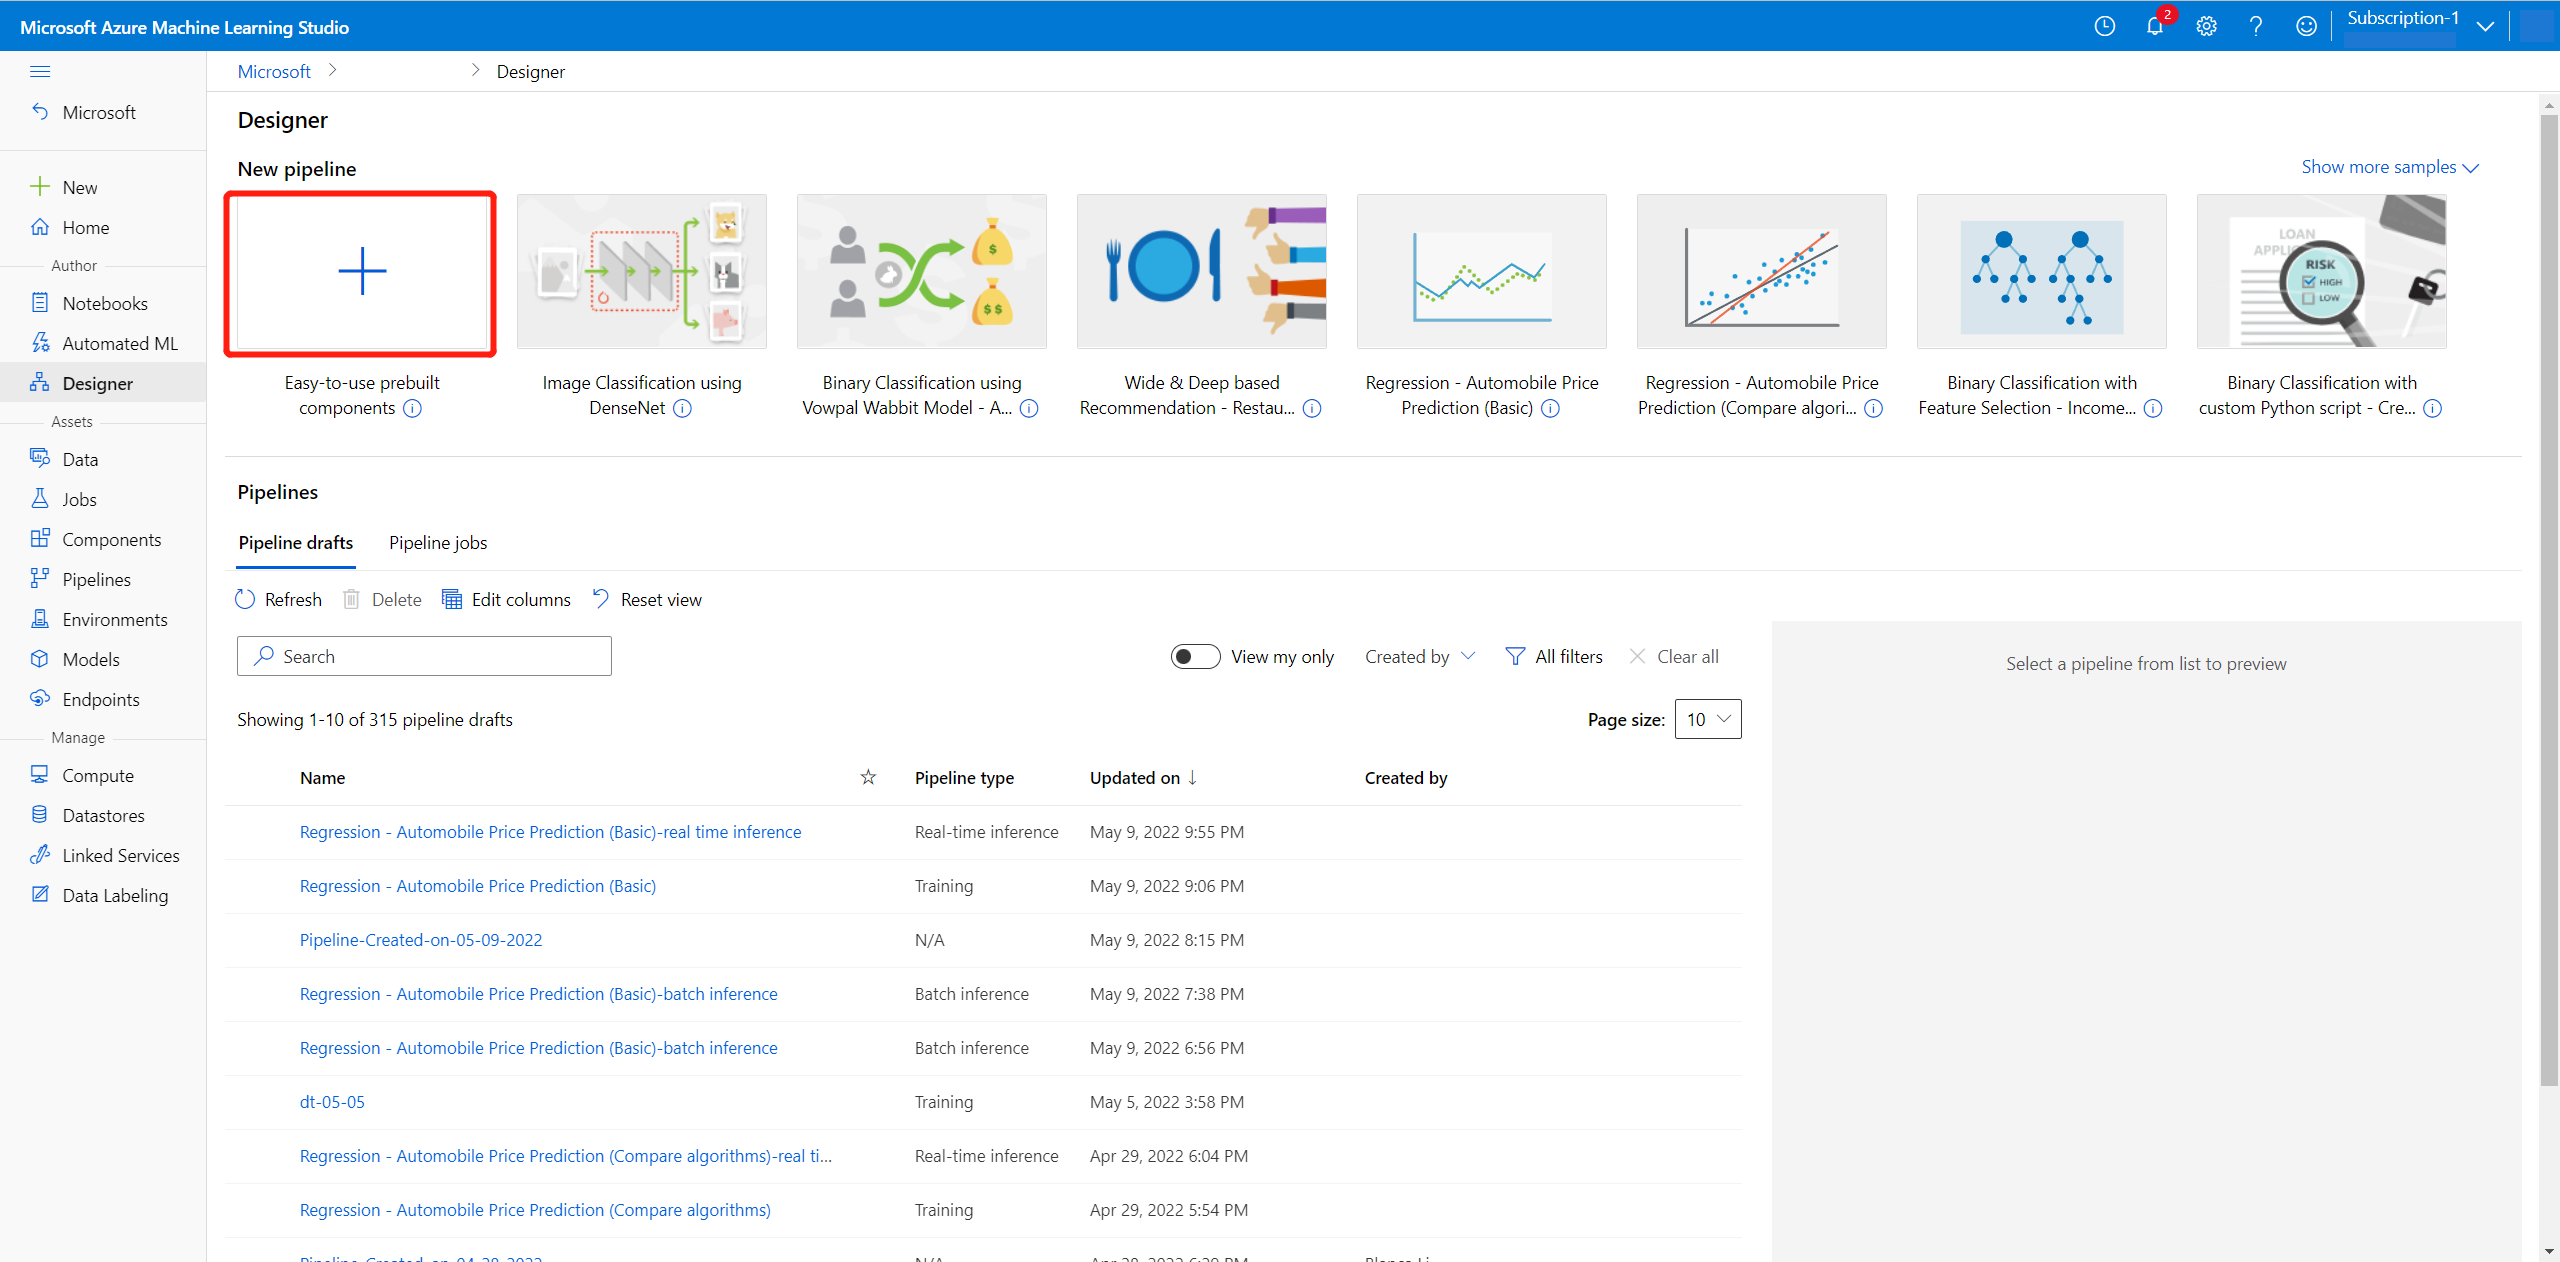 Microsoft Azure Machine Learning Studio
2
Subscription-1
Microsoft
Designer
Microsoft
New
Home
Author
Notebooks
Automated ML
Designer
Assets
Data
Jobs
Components
Pipelines
Environments
Models
Endpoints
Manage
Compute
Datastores
Linked Services
Data Labeling
Designer
New pipeline
Show more samples
$
$$
LOAN
RISK
HIGH
LOW
Easy-to-use prebuilt
components
Image Classification using
DenseNet
Binary Classification using
Vowpal Wabbit Model - A...
Wide & Deep based
Recommendation - Restau...
Regression - Automobile Price
Prediction (Basic)
Regression - Automobile Price
Prediction (Compare algori...
Binary Classification with
Feature Selection - Income...
Binary Classification with
custom Python script - Cre...
Pipelines
Pipeline drafts Pipeline jobs
Refresh Delete Edit columns Reset view
Search View my only Created by All filters Clear all
Select a pipeline from list to preview
Showing 1-10 of 315 pipeline drafts Page size: 10
Name Pipeline type Updated on Created by
Regression - Automobile Price Prediction (Basic)-real time inference Real-time inference May 9, 2022 9:55 PM
Regression - Automobile Price Prediction (Basic) Training May 9, 2022 9:06 PM
Pipeline-Created-on-05-09-2022 N/A May 9, 2022 8:15 PM
Regression - Automobile Price Prediction (Basic)-batch inference Batch inference May 9, 2022 7:38 PM
Regression - Automobile Price Prediction (Basic)-batch inference Batch inference May 9, 2022 6:56 PM
dt-05-05 Training May 5, 2022 3:58 PM
Regression - Automobile Price Prediction (Compare algorithms)-real ti... Real-time inference Apr 29, 2022 6:04 PM
Regression - Automobile Price Prediction (Compare algorithms) Training Apr 29, 2022 5:54 PM